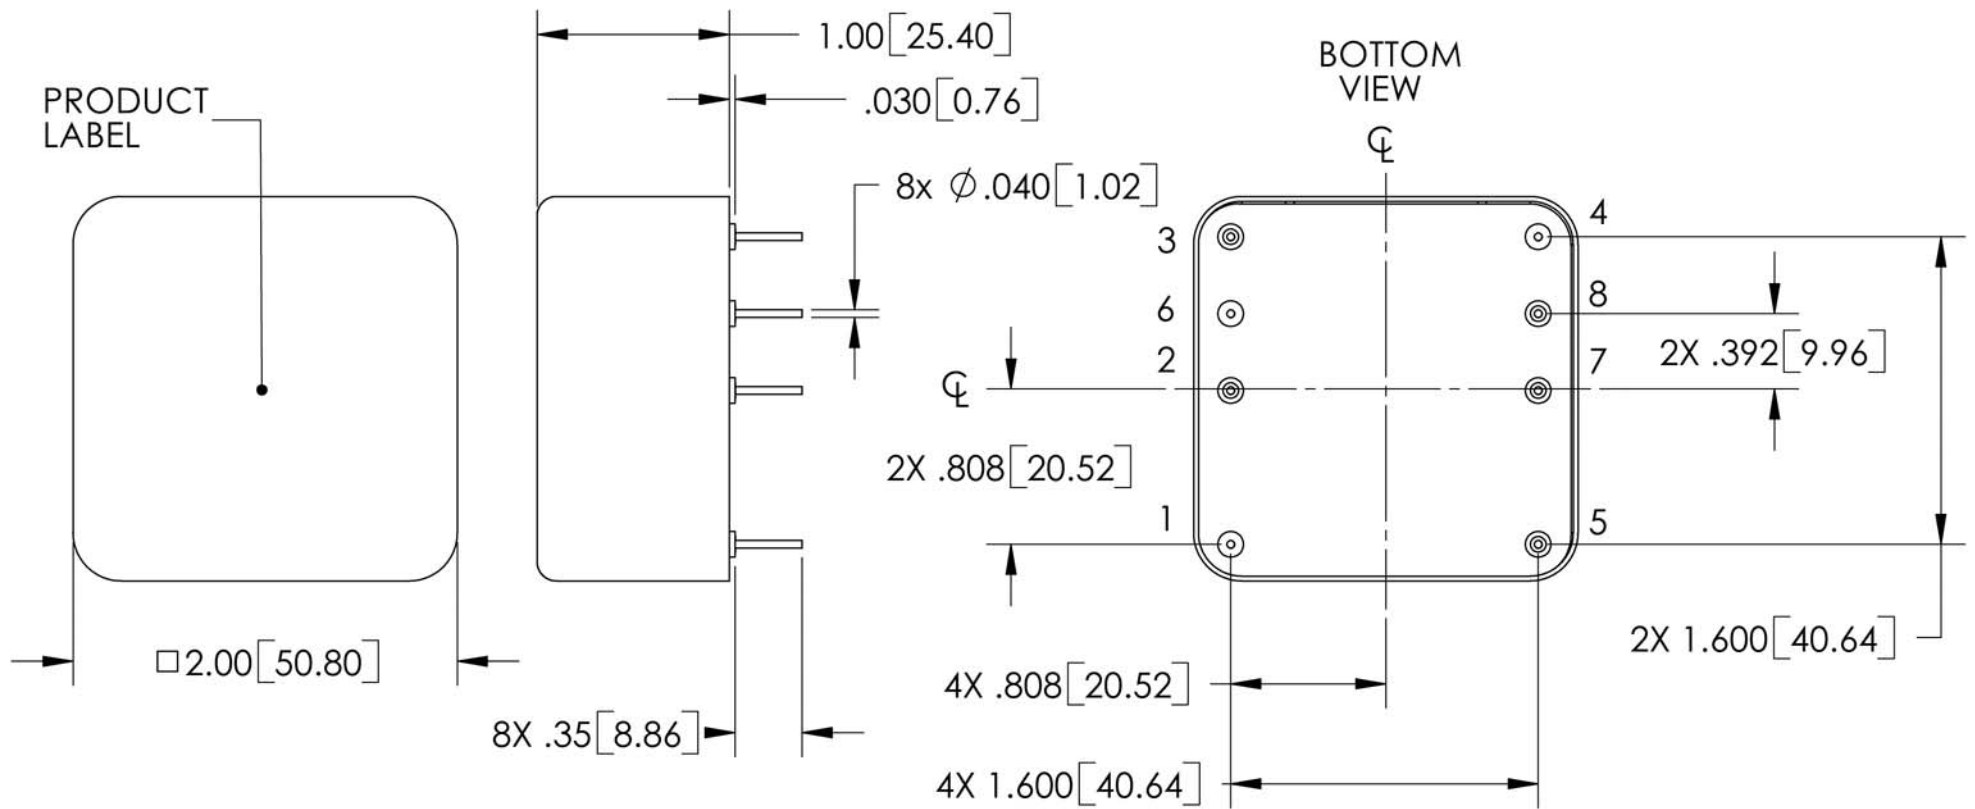 1.00[25.40]
.030[0.76]
PRODUCT
LABEL
8x ∅.040[1.02]
□2.00[50.80]
8X .35[8.86]
BOTTOM
VIEW
℄
3
4
6
8
2
7
℄
2X .392[9.96]
2X .808[20.52]
1
5
2X 1.600[40.64]
4X .808[20.52]
4X 1.600[40.64]